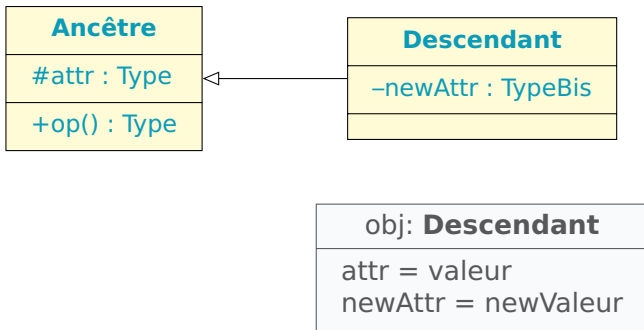 Ancêtre
#attr : Type
+op() : Type
Descendant
–newAttr : TypeBis
obj: Descendant
attr = valeur
newAttr = newValeur